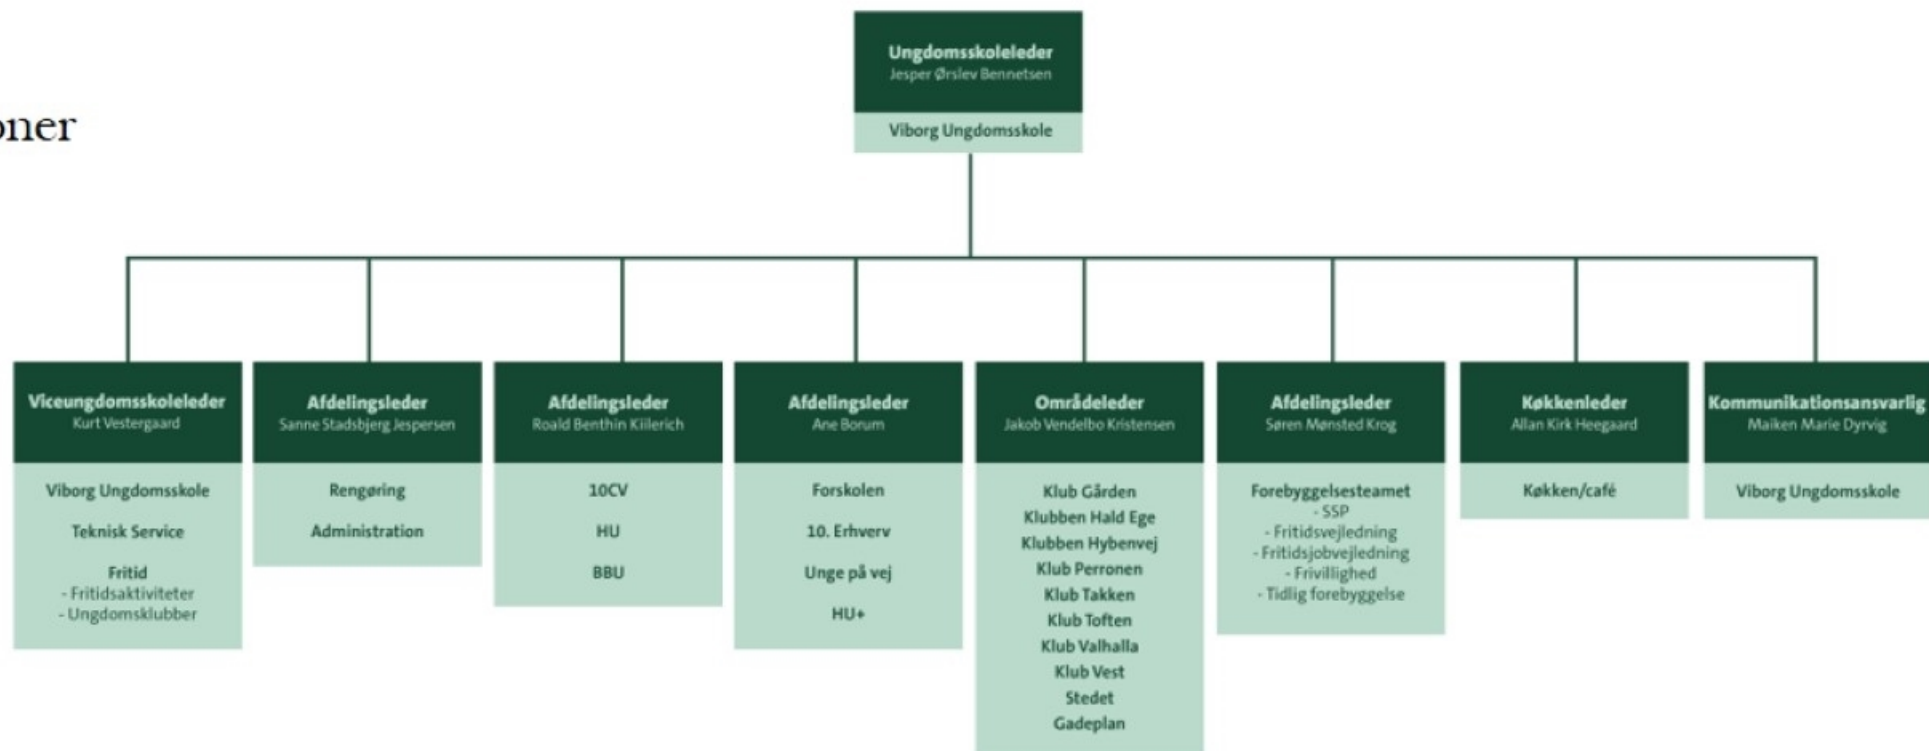 Ungdomsskoleleder
Jesper Ørslev Bennetsen
Viborg Ungdomsskole
oner
Viceungdomsskoleleder
Kurt Vestergaard
Viborg Ungdomsskole
Teknisk Service
Fritid
- Fritidsaktiviteter
- Ungdomsklubber
Afdelingsleder
Sanne Stadsbjerg Jespersen
Rengøring
Administration
Afdelingsleder
Roald Benthin Kiilerich
10CV
HU
BBU
Afdelingsleder
Ane Borum
Forskolen
10. Erhverv
Unge på vej
HU+
Områdeleder
Jakob Vendelbo Kristensen
Klub Gården
Klubben Hald Ege
Klubben Hybenvej
Klub Perronen
Klub Takken
Klub Toften
Klub Valhalla
Klub Vest
Stedet
Gadeplan
Afdelingsleder
Søren Mønsted Krog
Forebyggelsesteamet
- SSP
- Fritidsvejledning
- Fritidsjobvejledning
- Frivillighed
- Tidlig forebyggelse
Køkkenleder
Allan Kirk Heegaard
Køkken/café
Kommunikationsansvarlig
Maiken Marie Dyrvig
Viborg Ungdomsskole